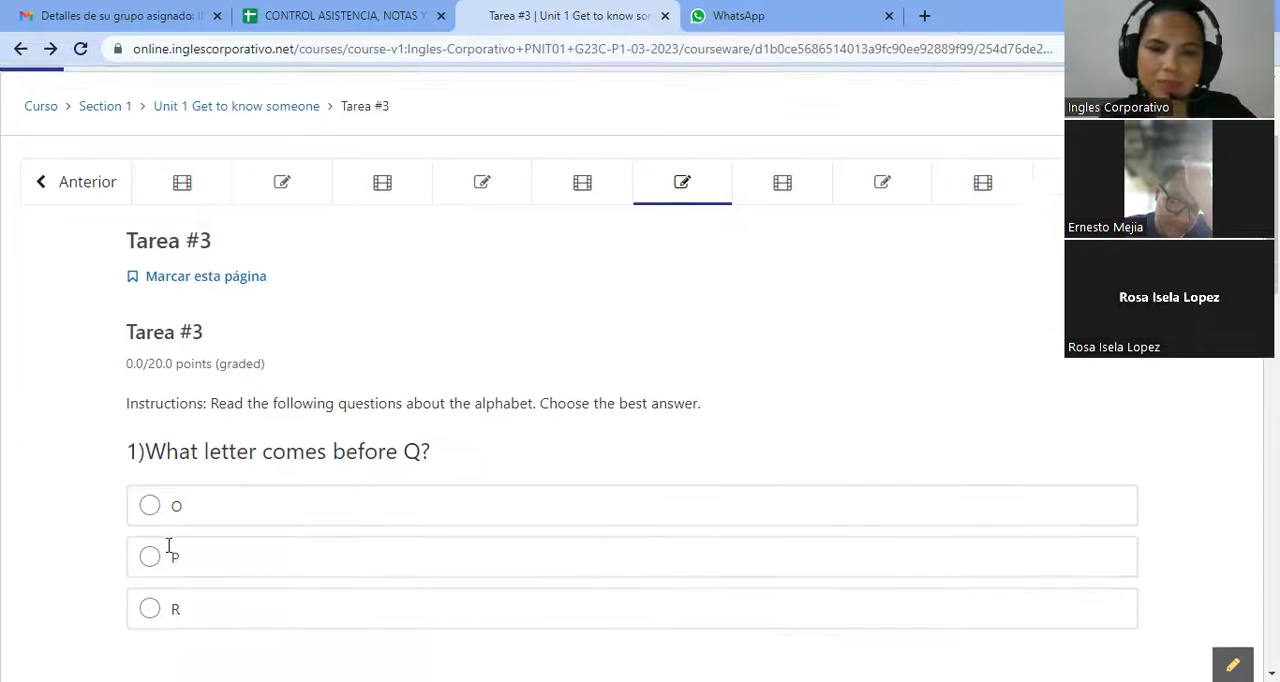 Detalles de su grupo asignado: I
CONTROL ASISTENCIA, NOTAS Y
Tarea #3 | Unit 1 Get to know sor
WhatsApp
online.inglescorporativo.net/courses/course-v1:Ingles-Corporativo+PNIT01+G23C-P1-03-2023/courseware/d1b0ce5686514013a9fc90ee92889f99/254d76de2...
Curso > Section 1 > Unit 1 Get to know someone > Tarea #3
Anterior
Tarea #3
Marcar esta página
Tarea #3
0.0/20.0 points (graded)
Instructions: Read the following questions about the alphabet. Choose the best answer.
1)What letter comes before Q?
O
P
R
Ingles Corporativo
Ernesto Mejia
Rosa Isela Lopez
Rosa Isela Lopez